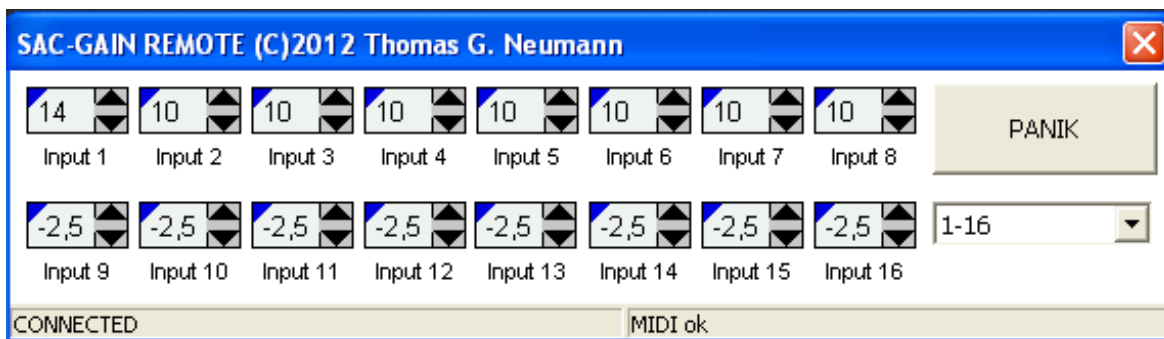 SAC-GAIN REMOTE (C)2012 Thomas G. Neumann
14 10 10 10 10 10 10 10 PANIK
Input 1 Input 2 Input 3 Input 4 Input 5 Input 6 Input 7 Input 8
-2,5 -2,5 -2,5 -2,5 -2,5 -2,5 -2,5 -2,5 1-16
Input 9 Input 10 Input 11 Input 12 Input 13 Input 14 Input 15 Input 16
CONNECTED MIDI ok